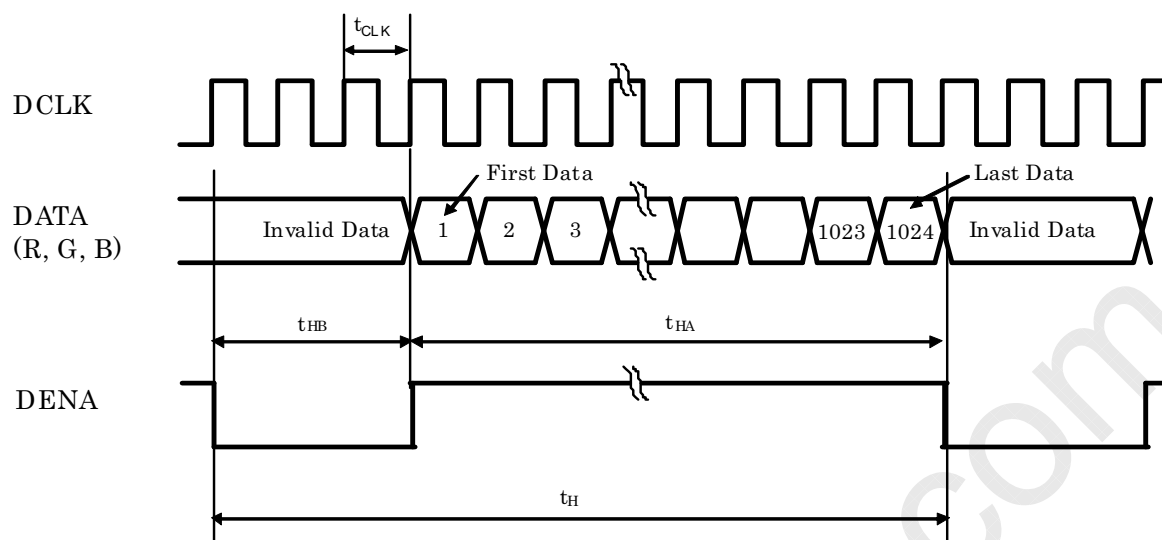 tCLK
DCLK
First Data
Last Data
DATA
(R, G, B)
Invalid Data
1
2
3
1023
1024
Invalid Data
tHB
tHA
DENA
tH
com